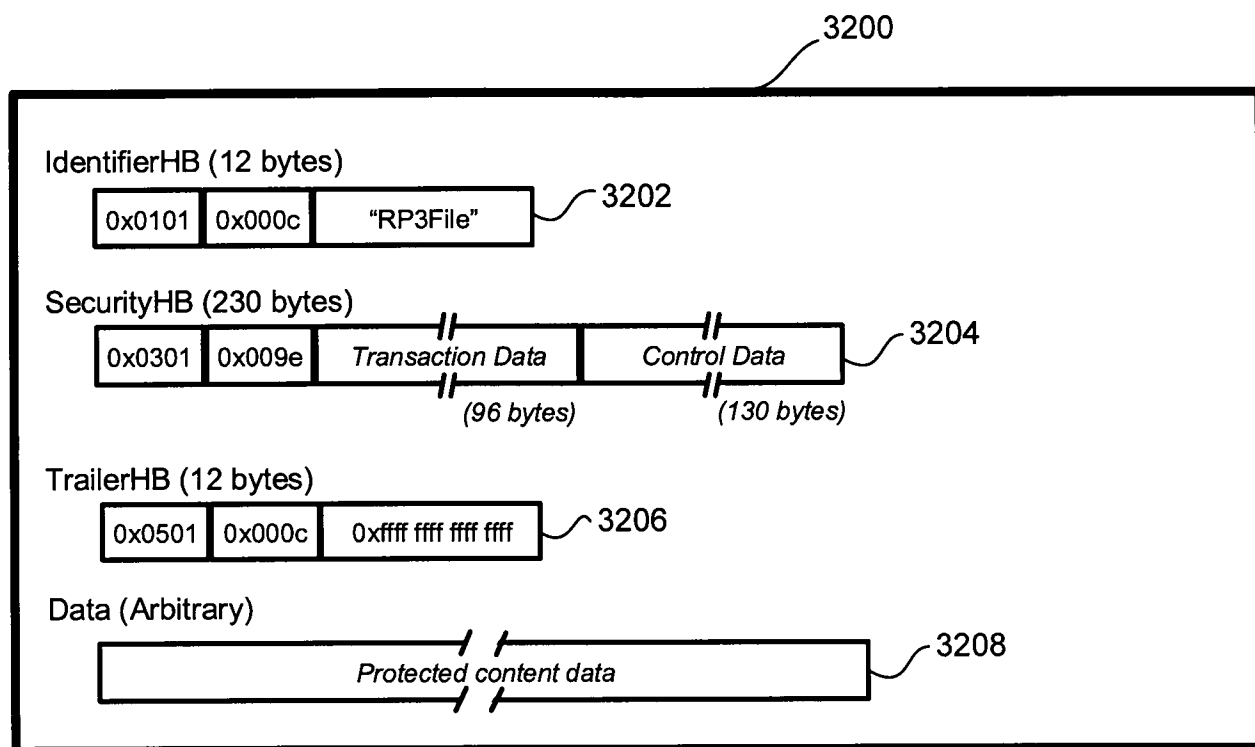 3200
IdentifierHB (12 bytes)
0x0101 0x000c “RP3File” 3202
SecurityHB (230 bytes)
0x0301 0x009e Transaction Data Control Data 3204
(96 bytes) (130 bytes)
TrailerHB (12 bytes)
0x0501 0x000c 0xffff ffff ffff ffff 3206
Data (Arbitrary)
Protected content data 3208